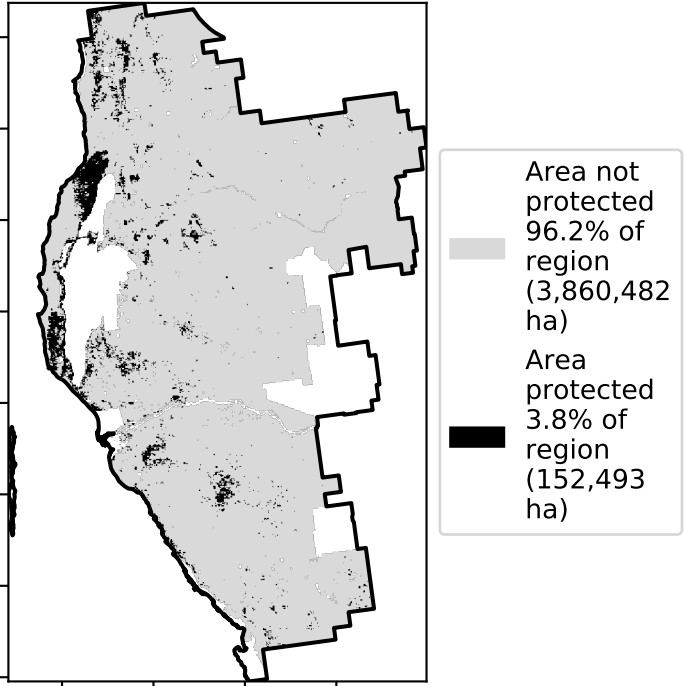 Area not
protected
96.2% of
region
(3,860,482
ha)
Area
protected
3.8% of
region
(152,493
ha)